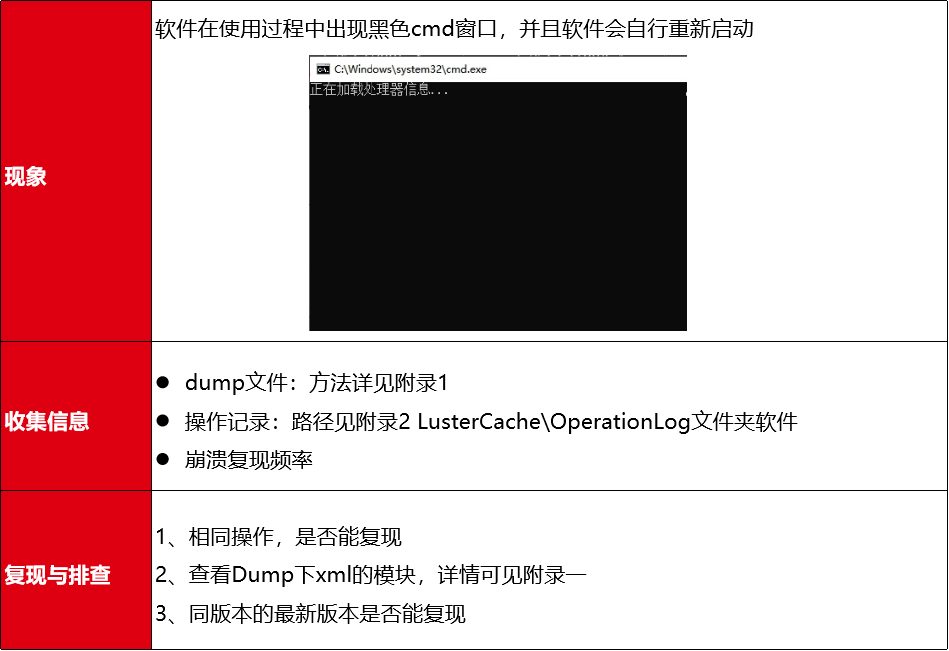 现象
软件在使用过程中出现黑色cmd窗口，并且软件会自行重新启动
C:\Windows\system32\cmd.exe
正在加载处理器信息...
收集信息
● dump文件：方法详见附录1
● 操作记录：路径见附录2 LusterCache\OperationLog文件夹软件
● 崩溃复现频率
复现与排查
1、相同操作，是否能复现
2、查看Dump下xml的模块，详情可见附录一
3、同版本的最新版本是否能复现